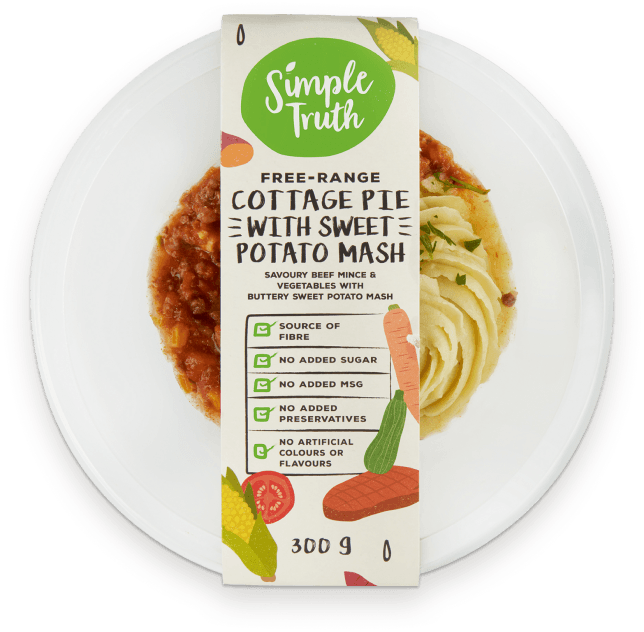 Simple
Truth
FREE-RANGE
COTTAGE PIE
WITH SWEET
POTATO MASH
SAVOURY BEEF MINCE &
VEGETABLES WITH
BUTTERY SWEET POTATO MASH
SOURCE OF
FIBRE
NO ADDED SUGAR
NO ADDED MSG
NO ADDED
PRESERVATIVES
NO ARTIFICIAL
COLOURS OR
FLAVOURS
300 g